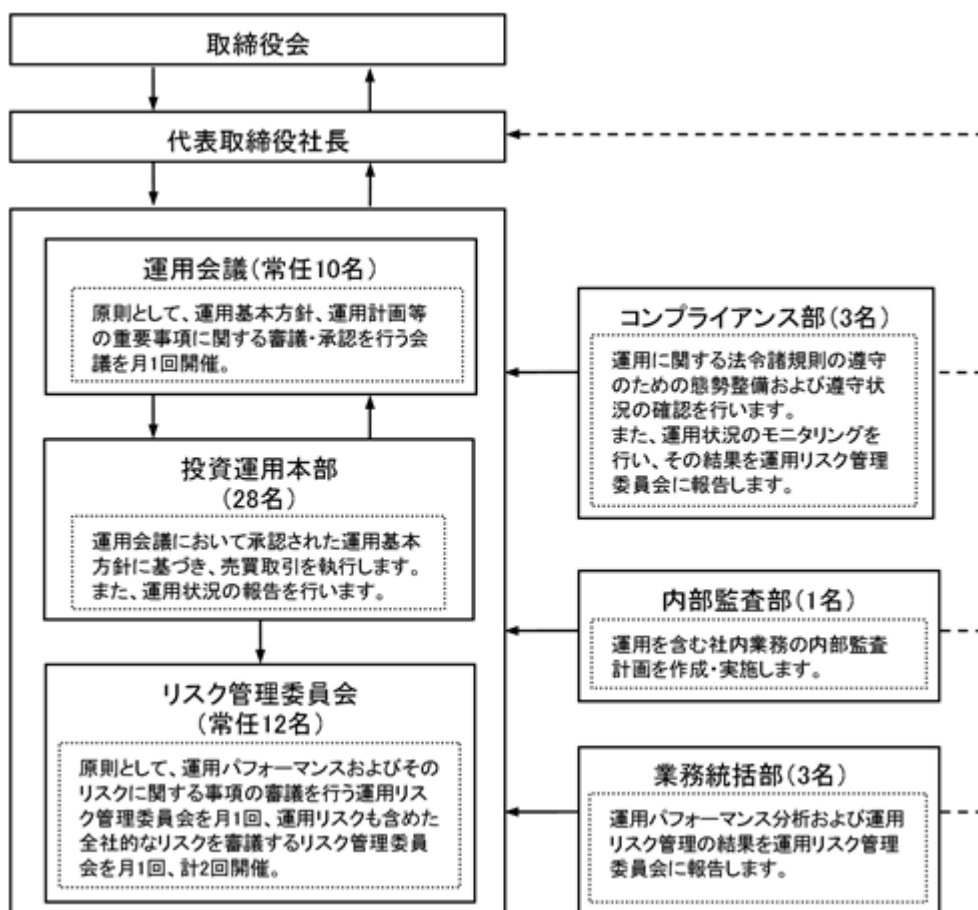 取締役会
代表取締役社長
運用会議(常任10名)
原則として、運用基本方針、運用計画等
の重要事項に関する審議・承認を行う会
議を月1回開催。
投資運用本部
(28名)
運用会議において承認された運用基本
方針に基づき、売買取引を執行します。
また、運用状況の報告を行います。
リスク管理委員会
(常任12名)
原則として、運用パフォーマンスおよびその
リスクに関する事項の審議を行う運用リス
ク管理委員会を月1回、運用リスクも含めた
全社的なリスクを審議するリスク管理委員
会を月1回、計2回開催。
コンプライアンス部(3名)
運用に関する法令諸規則の遵守
のための態勢整備および遵守状
況の確認を行います。
また、運用状況のモニタリングを
行い、その結果を運用リスク管理
委員会に報告します。
内部監査部(1名)
運用を含む社内業務の内部監査
計画を作成・実施します。
業務統括部(3名)
運用パフォーマンス分析および運用
リスク管理の結果を運用リスク管理
委員会に報告します。